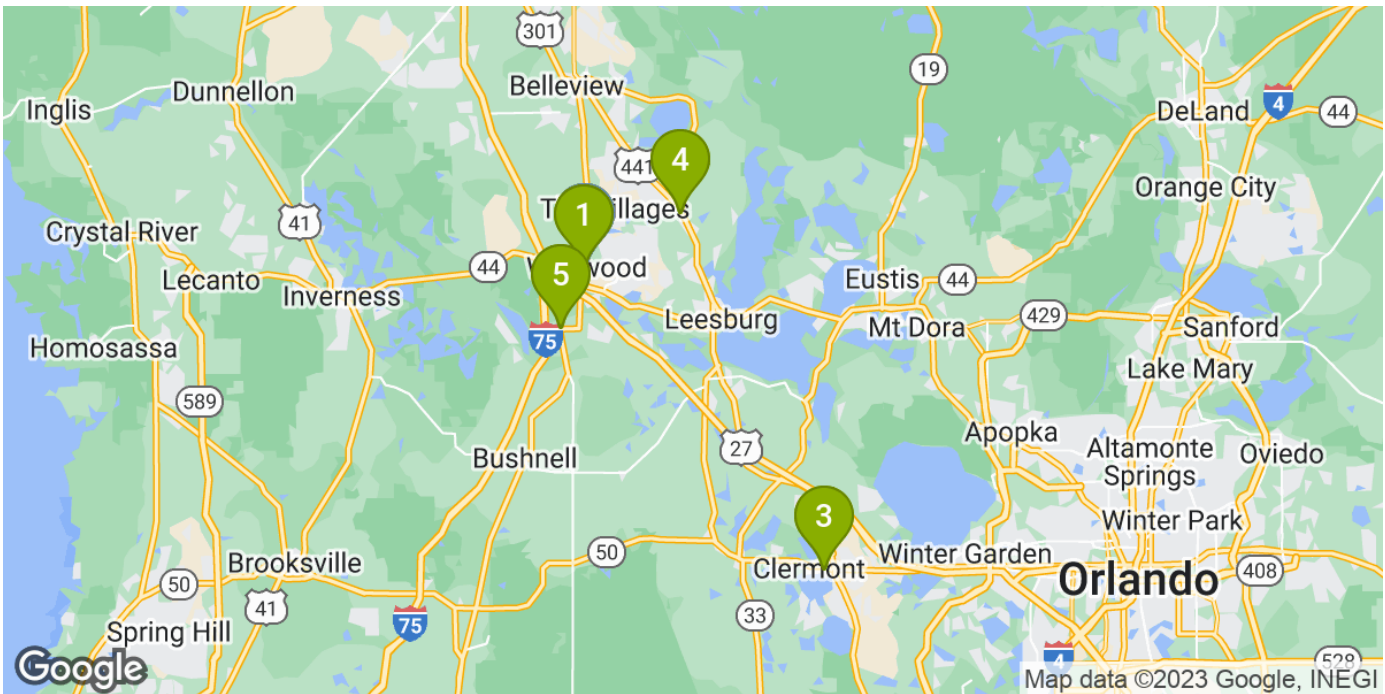 301
Belleview
19
Dunnellon
Inglis
DeLand
4
44
441
4
Orange City
41
1
Crystal River
44
5
Lecanto
Inverness
Eustis
44
Leesburg
Mt Dora
429
Sanford
75
Homosassa
Lake Mary
589
27
Apopka
Altamonte
Springs
Oviedo
Bushnell
3
Winter Park
50
Brooksville
Clermont
Winter Garden
Orlando
408
50
41
75
33
Spring Hill
4
528
Google
Map data ©2023 Google, INEGI